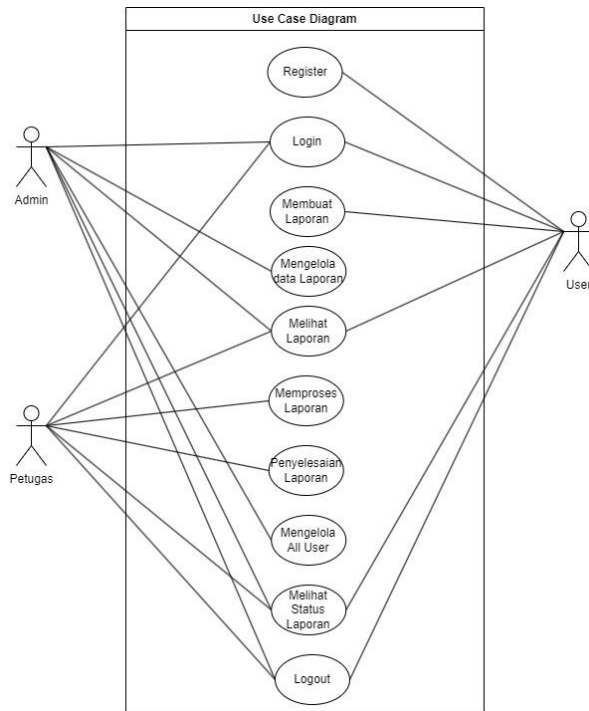 Use Case Diagram
Register
Login
Admin
Membuat
Laporan
Mengelola
data Laporan
User
Melihat
Laporan
Memproses
Laporan
Petugas
Penyelesaian
Laporan
Mengelola
All User
Melihat
Status
Laporan
Logout